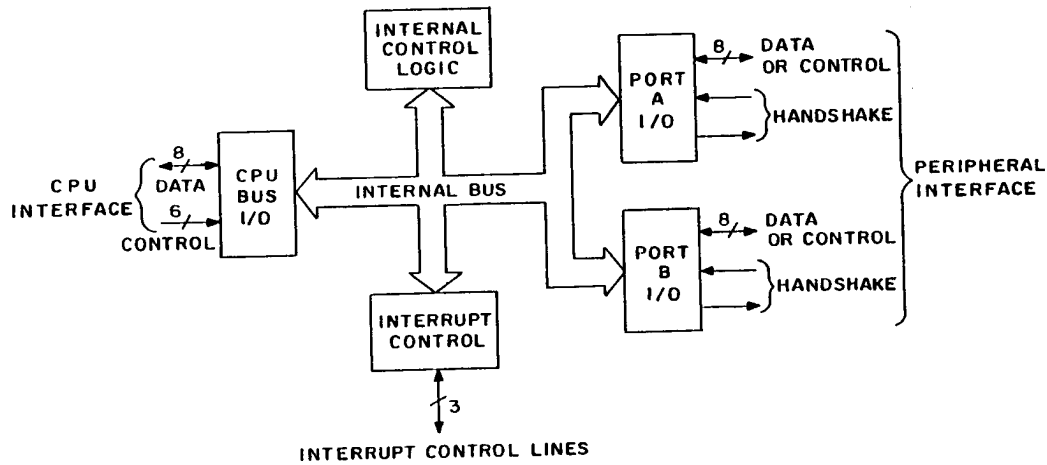 INTERNAL
CONTROL
LOGIC
8
DATA
OR CONTROL
PORT
A
I/O
HANDSHAKE
CPU
INTERFACE
8
DATA
6
CONTROL
CPU
BUS
I/O
INTERNAL BUS
PERIPHERAL
INTERFACE
8
DATA
OR CONTROL
PORT
B
I/O
HANDSHAKE
INTERRUPT
CONTROL
3
INTERRUPT CONTROL LINES